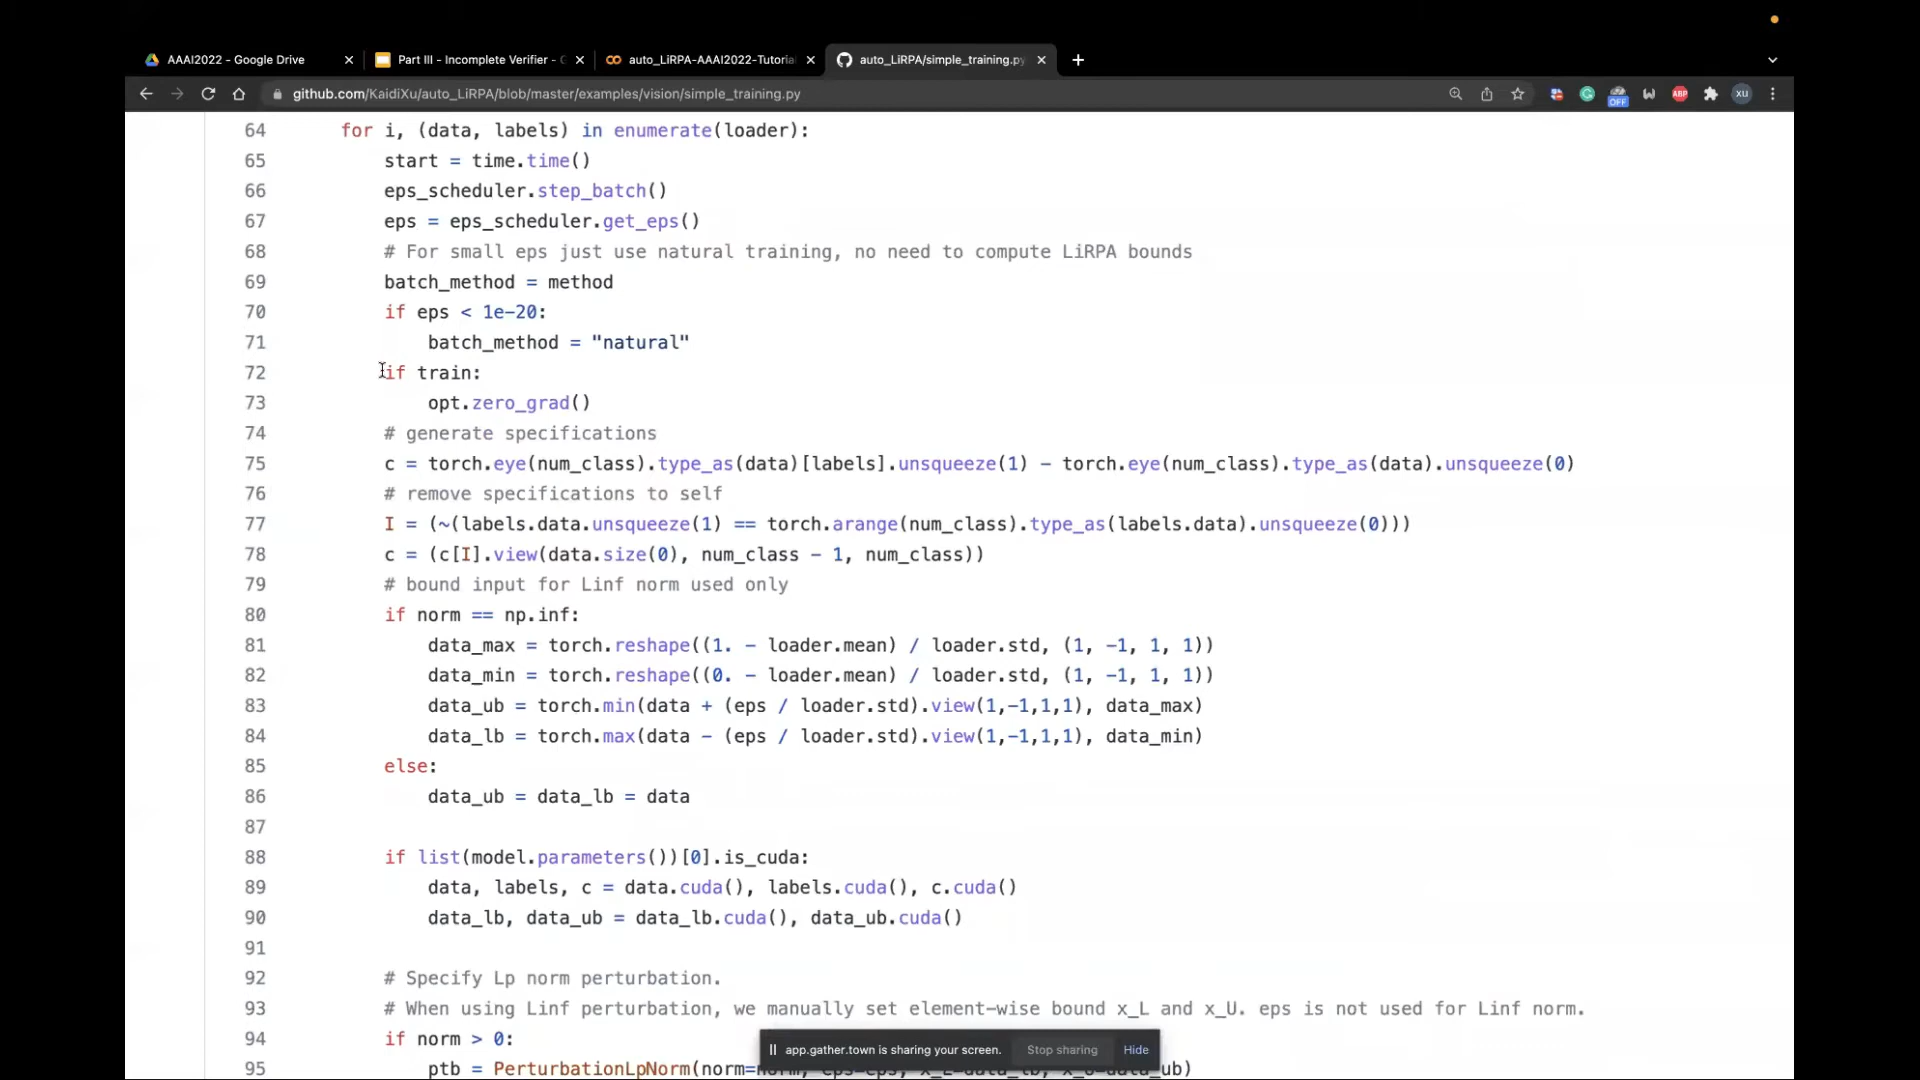 AAAI2022 - Google Drive
Part III - Incomplete Verifier -
auto_LiRPA-AAAI2022-Tutorial
auto_LiRPA/simple_training.py
github.com/KaidiXu/auto_LiRPA/blob/master/examples/vision/simple_training.py
OFF
ABP
XU
64 for i, (data, labels) in enumerate(loader):
65 start = time.time()
66 eps_scheduler.step_batch()
67 eps = eps_scheduler.get_eps()
68 # For small eps just use natural training, no need to compute LiRPA bounds
69 batch_method = method
70 if eps < 1e-20:
71 batch_method = "natural"
72 if train:
73 opt.zero_grad()
74 # generate specifications
75 c = torch.eye(num_class).type_as(data)[labels].unsqueeze(1) - torch.eye(num_class).type_as(data).unsqueeze(0)
76 # remove specifications to self
77 I = (~(labels.data.unsqueeze(1) == torch.arange(num_class).type_as(labels.data).unsqueeze(0)))
78 c = (c[I].view(data.size(0), num_class - 1, num_class))
79 # bound input for Linf norm used only
80 if norm == np.inf:
81 data_max = torch.reshape((1. - loader.mean) / loader.std, (1, -1, 1, 1))
82 data_min = torch.reshape((0. - loader.mean) / loader.std, (1, -1, 1, 1))
83 data_ub = torch.min(data + (eps / loader.std).view(1,-1,1,1), data_max)
84 data_lb = torch.max(data - (eps / loader.std).view(1,-1,1,1), data_min)
85 else:
86 data_ub = data_lb = data
87
88 if list(model.parameters())[0].is_cuda:
89 data, labels, c = data.cuda(), labels.cuda(), c.cuda()
90 data_lb, data_ub = data_lb.cuda(), data_ub.cuda()
91
92 # Specify Lp norm perturbation.
93 # When using Linf perturbation, we manually set element-wise bound x_L and x_U. eps is not used for Linf norm.
94 if norm > 0:
95 ptb = PerturbationLpNorm(norm=norm, eps=eps, x_L=data_lb, x_U=data_ub)
app.gather.town is sharing your screen.
Stop sharing
Hide